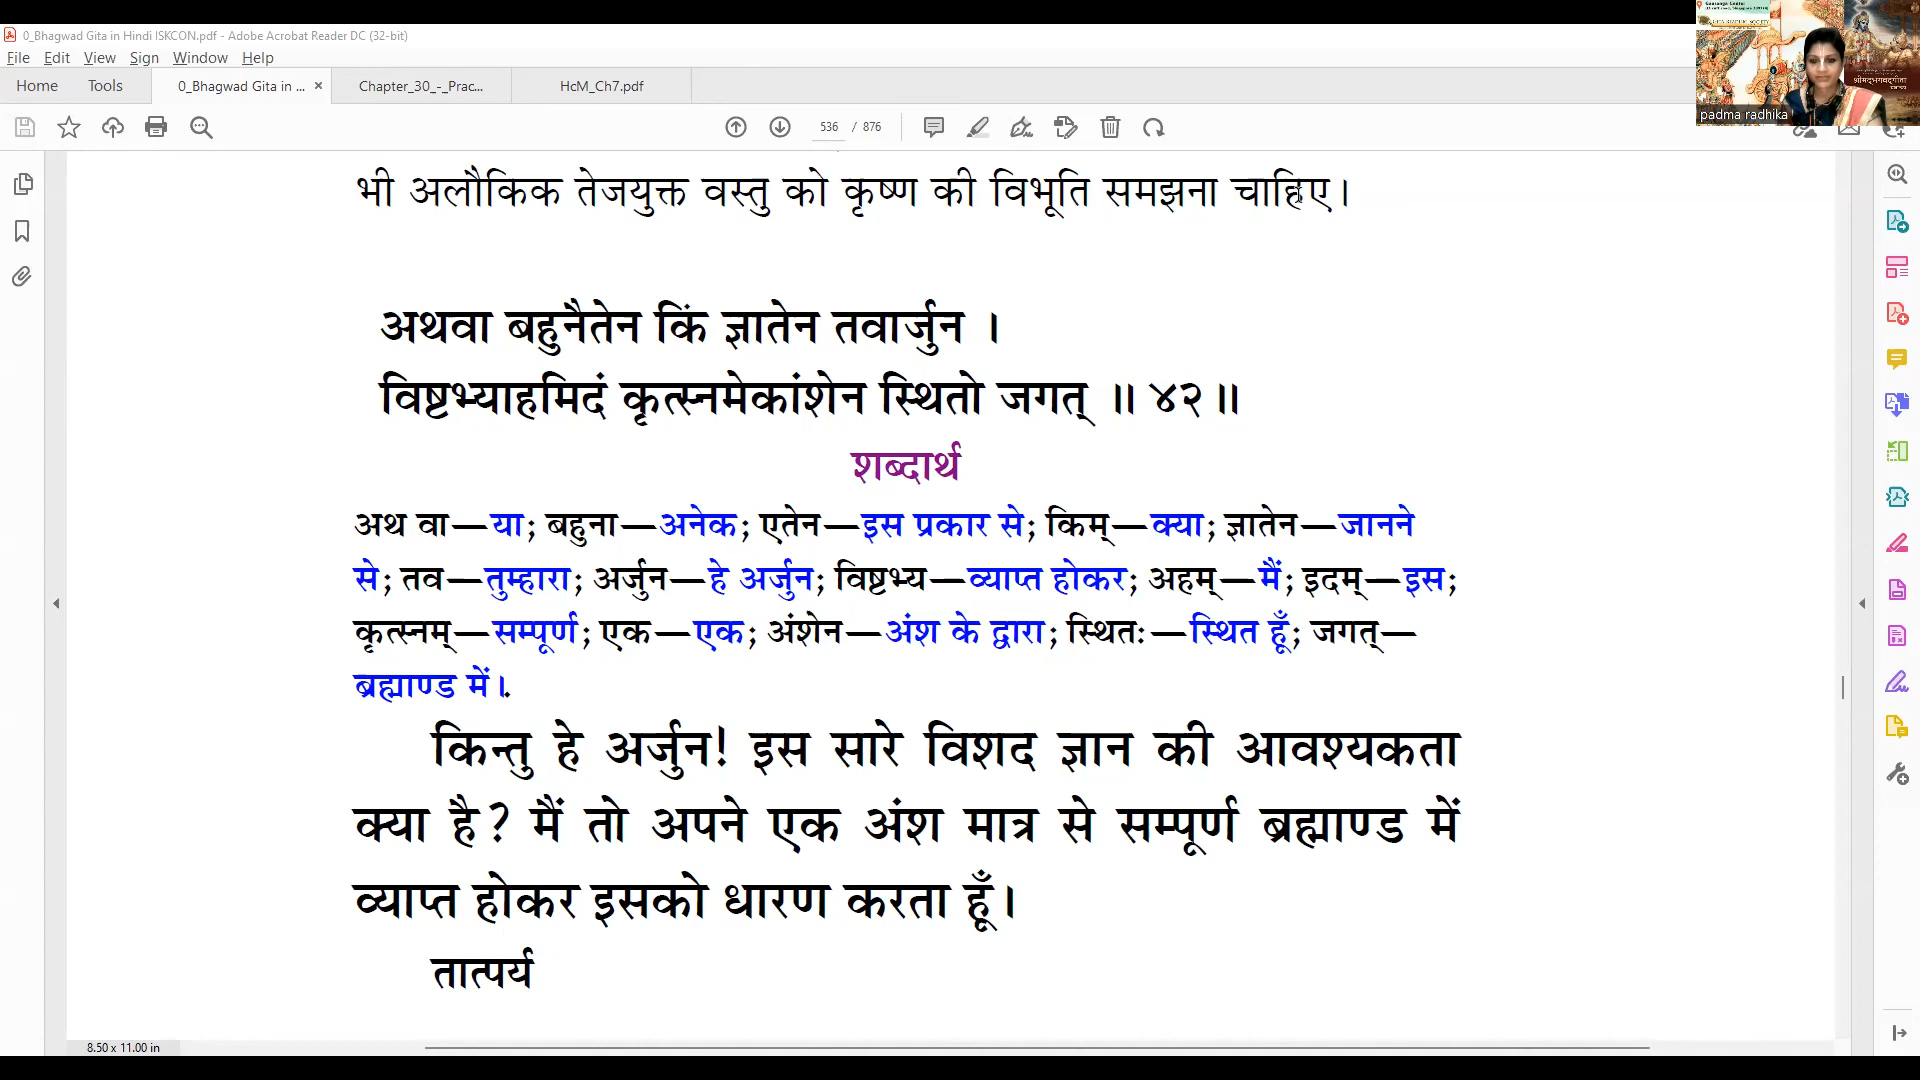 0_Bhagwad Gita in Hindi ISKCON.pdf - Adobe Acrobat Reader DC (32-bit)
File Edit View Sign Window Help
Home Tools 0_Bhagwad Gita in ... × Chapter_30_-_Prac... HcM_Ch7.pdf
536 / 876
padma radhika
श्रीमद्भगवद्गीता
भी अलौकिक तेजयुक्त वस्तु को कृष्ण की विभूति समझना चाहिए।
अथवा बहुनैतेन किं ज्ञातेन तवार्जुन ।
विष्टभ्याहमिदं कृत्स्नमेकांशेन स्थितो जगत् ॥ ४२॥
शब्दार्थ
अथ वा—या; बहुना—अनेक; एतेन—इस प्रकार से; किम्—क्या; ज्ञातेन—जानने
से; तव—तुम्हारा; अर्जुन—हे अर्जुन; विष्टभ्य—व्याप्त होकर; अहम्—मैं; इदम्—इस;
कृत्स्नम्—सम्पूर्ण; एक—एक; अंशेन—अंश के द्वारा; स्थितः—स्थित हूँ; जगत्—
ब्रह्माण्ड में।.
किन्तु हे अर्जुन! इस सारे विशद ज्ञान की आवश्यकता
क्या है? मैं तो अपने एक अंश मात्र से सम्पूर्ण ब्रह्माण्ड में
व्याप्त होकर इसको धारण करता हूँ।
तात्पर्य
8.50 x 11.00 in